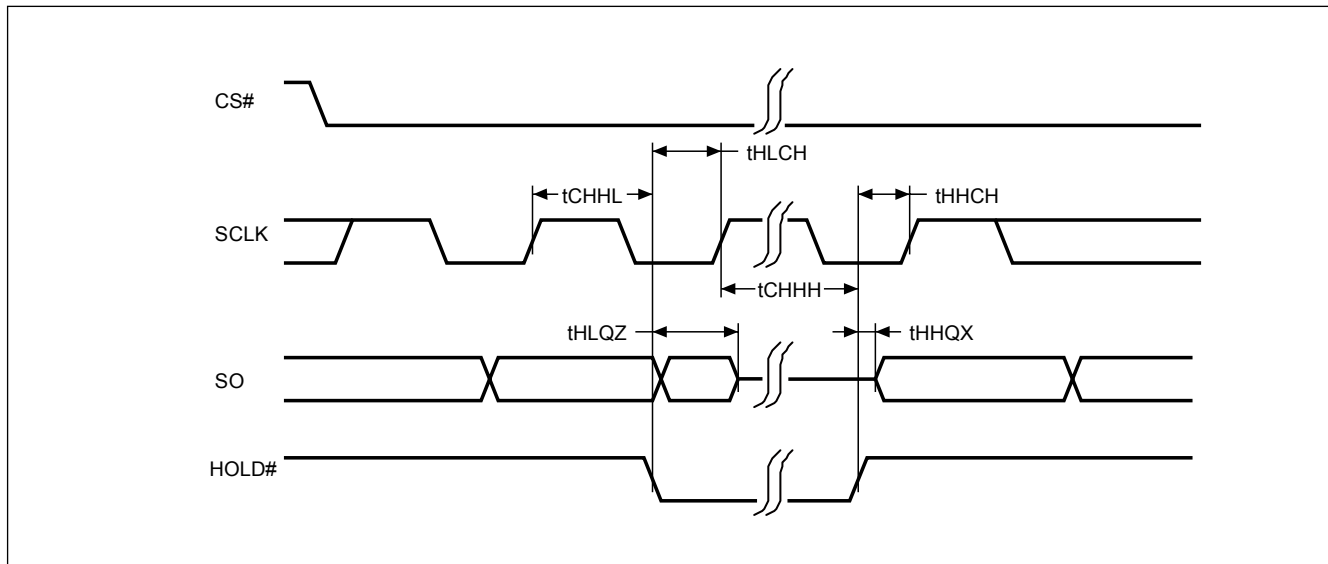 CS#
tHLCH
tCHHL
tHHCH
SCLK
tCHHH
tHLQZ
tHHQX
SO
HOLD#